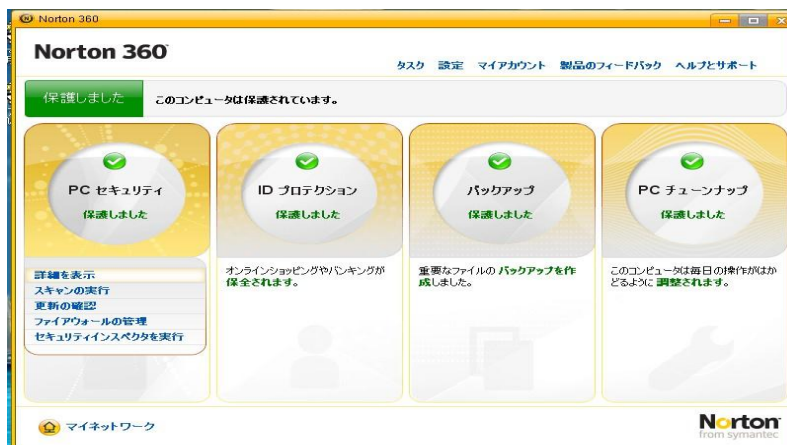 Norton 360
Norton 360
タスク 設定 マイアカウント 製品のフィードバック ヘルプとサポート
保護しました このコンピュータは保護されています。
PC セキュリティ
保護しました
詳細を表示
スキャンの実行
更新の確認
ファイアウォールの管理
セキュリティインスペクタを実行
ID プロテクション
保護しました
オンラインショッピングやバンキングが
保全されます。
バックアップ
保護しました
重要なファイルの バックアップを作
成しました。
PC チューンナップ
保護しました
このコンピュータは毎日の操作がはか
どるように 調整されます。
マイネットワーク
Norton
from symantec